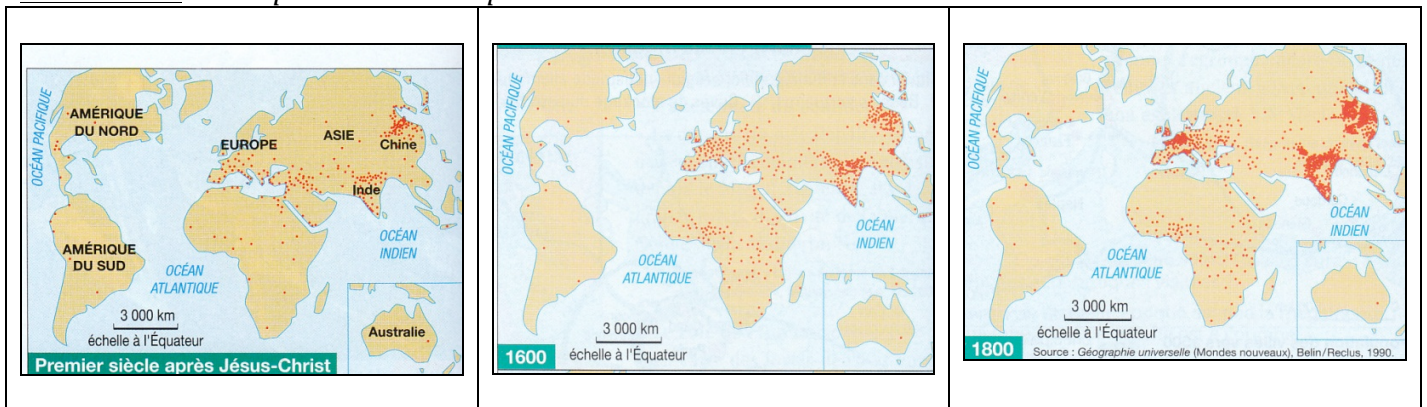 OCÉAN PACIFIQUE
AMÉRIQUE
DU NORD
EUROPE
ASIE
Chine
Inde
AMÉRIQUE
DU SUD
OCÉAN
ATLANTIQUE
OCÉAN
INDIEN
3 000 km
échelle à l'Équateur
Australie
Premier siècle après Jésus-Christ
OCÉAN PACIFIQUE
OCÉAN
ATLANTIQUE
OCÉAN
INDIEN
3 000 km
échelle à l'Équateur
1600
OCÉAN PACIFIQUE
OCÉAN
ATLANTIQUE
OCÉAN
INDIEN
3 000 km
échelle à l'Équateur
1800
Source : Géographie universelle (Mondes nouveaux), Belin/Reclus, 1990.